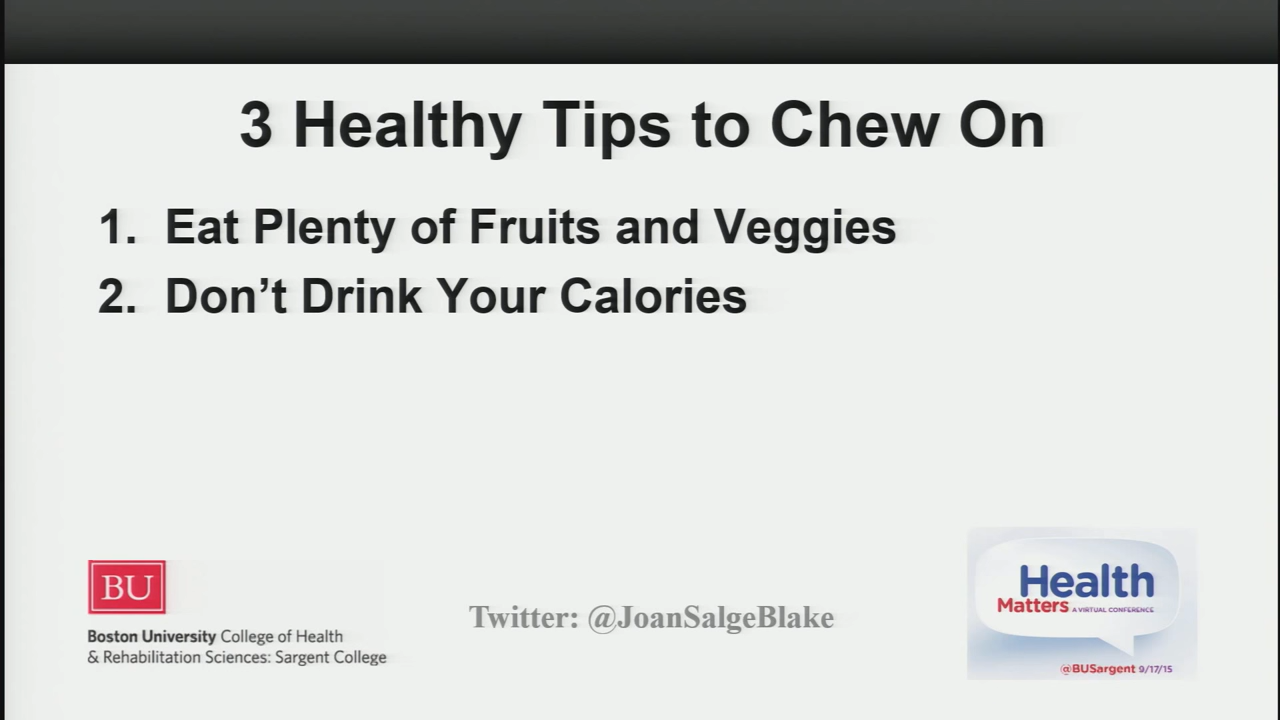 3 Healthy Tips to Chew On
1. Eat Plenty of Fruits and Veggies
2. Don’t Drink Your Calories
BU
Boston University College of Health
& Rehabilitation Sciences: Sargent College
Twitter: @JoanSalgeBlake
Health
Matters A VIRTUAL CONFERENCE
@BUSargent 9/17/15